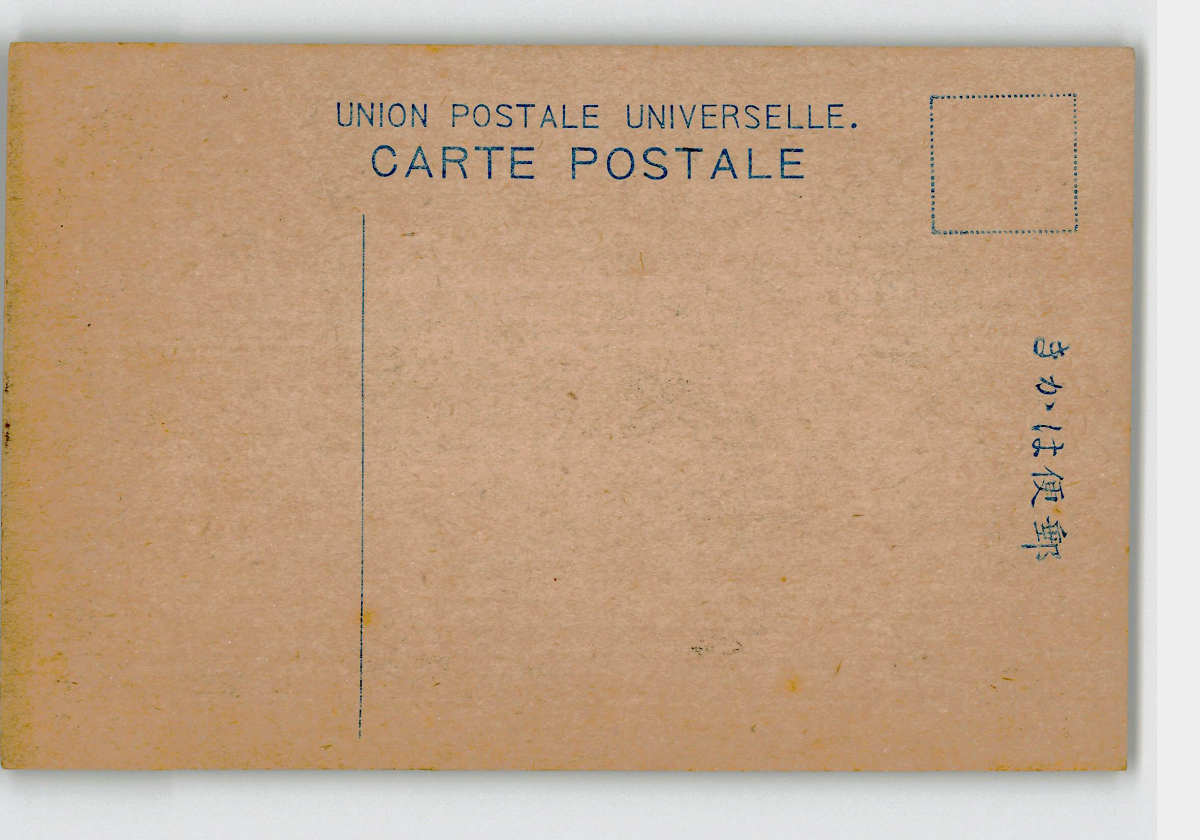 UNION POSTALE UNIVERSELLE.
CARTE POSTALE
郵便はかき